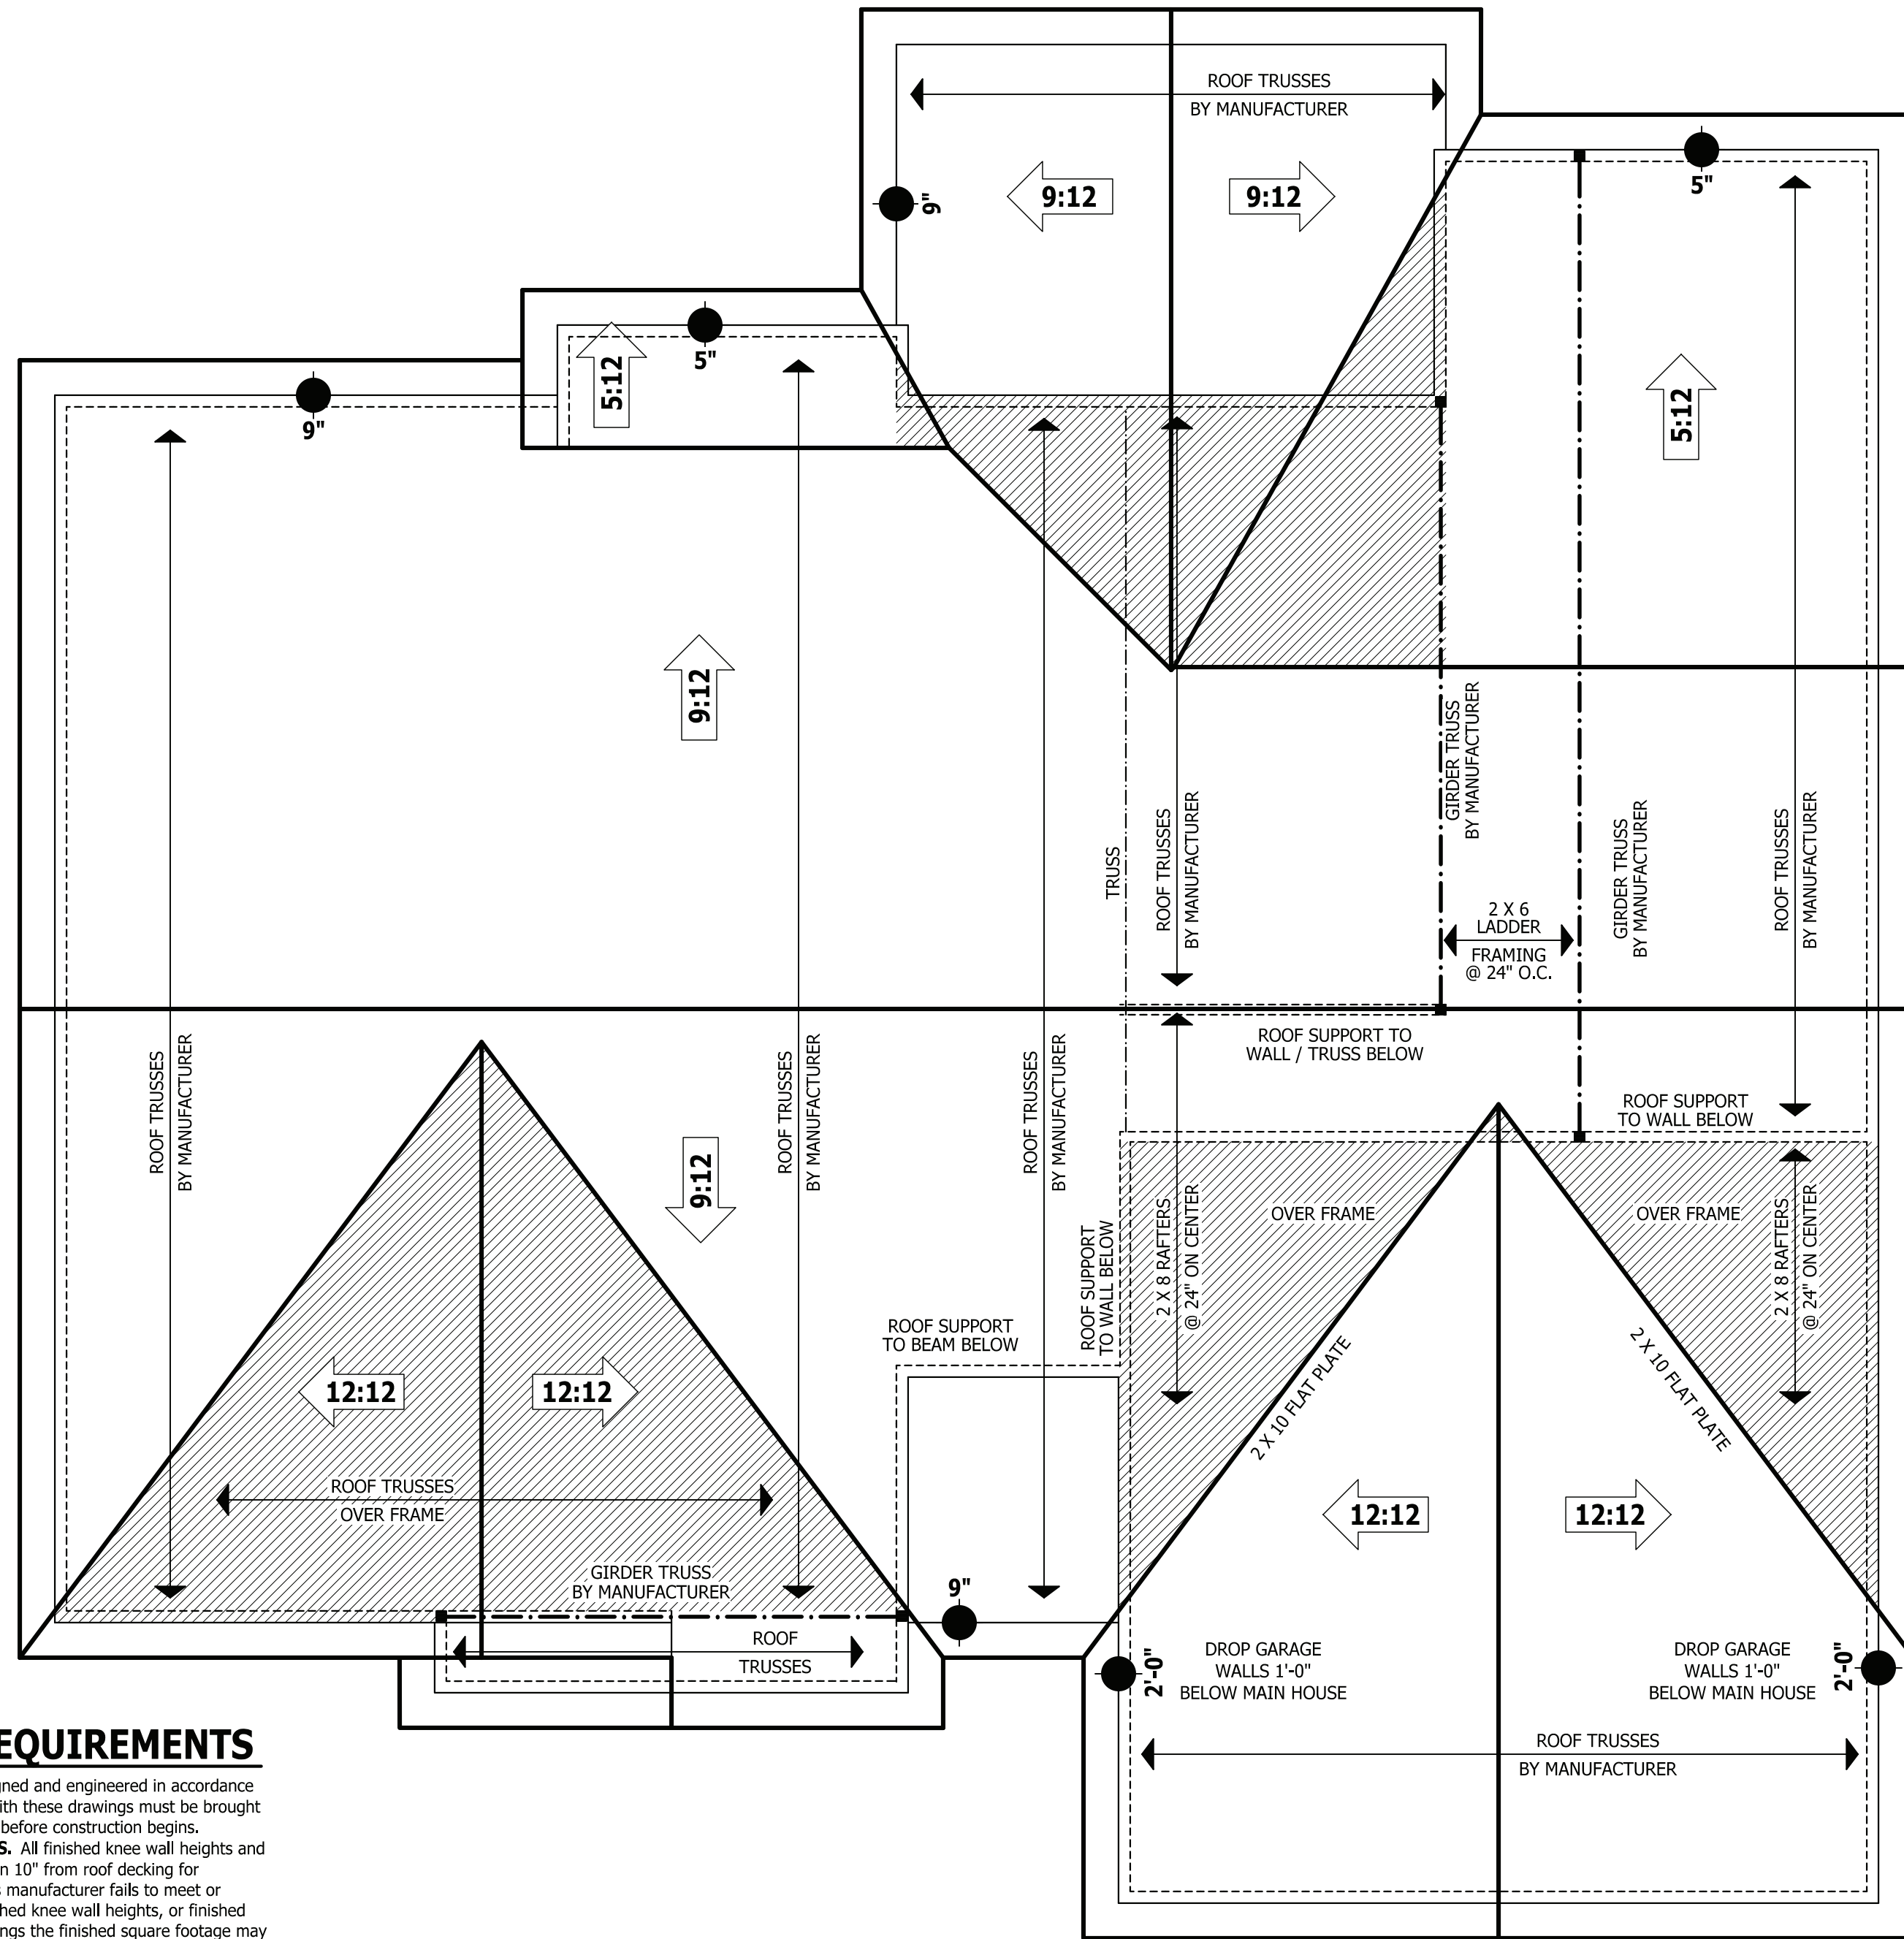 ROOF TRUSSES
BY MANUFACTURER
9:12
9:12
9"
5"
5:12
5"
9"
5:12
9:12
GIRDER TRUSS
BY MANUFACTURER
TRUSS
ROOF TRUSSES
BY MANUFACTURER
GIRDER TRUSS
BY MANUFACTURER
ROOF TRUSSES
BY MANUFACTURER
2 X 6
LADDER
FRAMING
@ 24" O.C.
ROOF SUPPORT TO
WALL / TRUSS BELOW
ROOF TRUSSES
BY MANUFACTURER
ROOF TRUSSES
BY MANUFACTURER
ROOF TRUSSES
BY MANUFACTURER
ROOF SUPPORT
TO WALL BELOW
9:12
OVER FRAME
OVER FRAME
2 X 8 RAFTERS
@ 24" ON CENTER
2 X 8 RAFTERS
@ 24" ON CENTER
ROOF SUPPORT
TO WALL BELOW
ROOF SUPPORT
TO BEAM BELOW
12:12
12:12
2 X 10 FLAT PLATE
2 X 10 FLAT PLATE
ROOF TRUSSES
OVER FRAME
12:12
12:12
GIRDER TRUSS
BY MANUFACTURER
9"
ROOF
TRUSSES
2'-0"
DROP GARAGE
WALLS 1'-0"
BELOW MAIN HOUSE
DROP GARAGE
WALLS 1'-0"
BELOW MAIN HOUSE
2'-0"
ROOF TRUSSES
BY MANUFACTURER
EQUIREMENTS
gned and engineered in accordance
ith these drawings must be brought
before construction begins.
S. All finished knee wall heights and
n 10" from roof decking for
s manufacturer fails to meet or
hed knee wall heights, or finished
ngs the finished square footage may